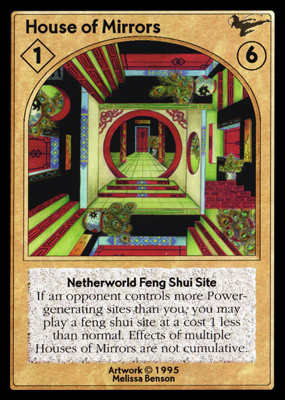 House of Mirrors
1
6
Netherworld Feng Shui Site
If an opponent controls more Power-
generating sites than you, you may
play a feng shui site at a cost 1 less
than normal. Effects of multiple
Houses of Mirrors are not cumulative.
Artwork © 1995
Melissa Benson